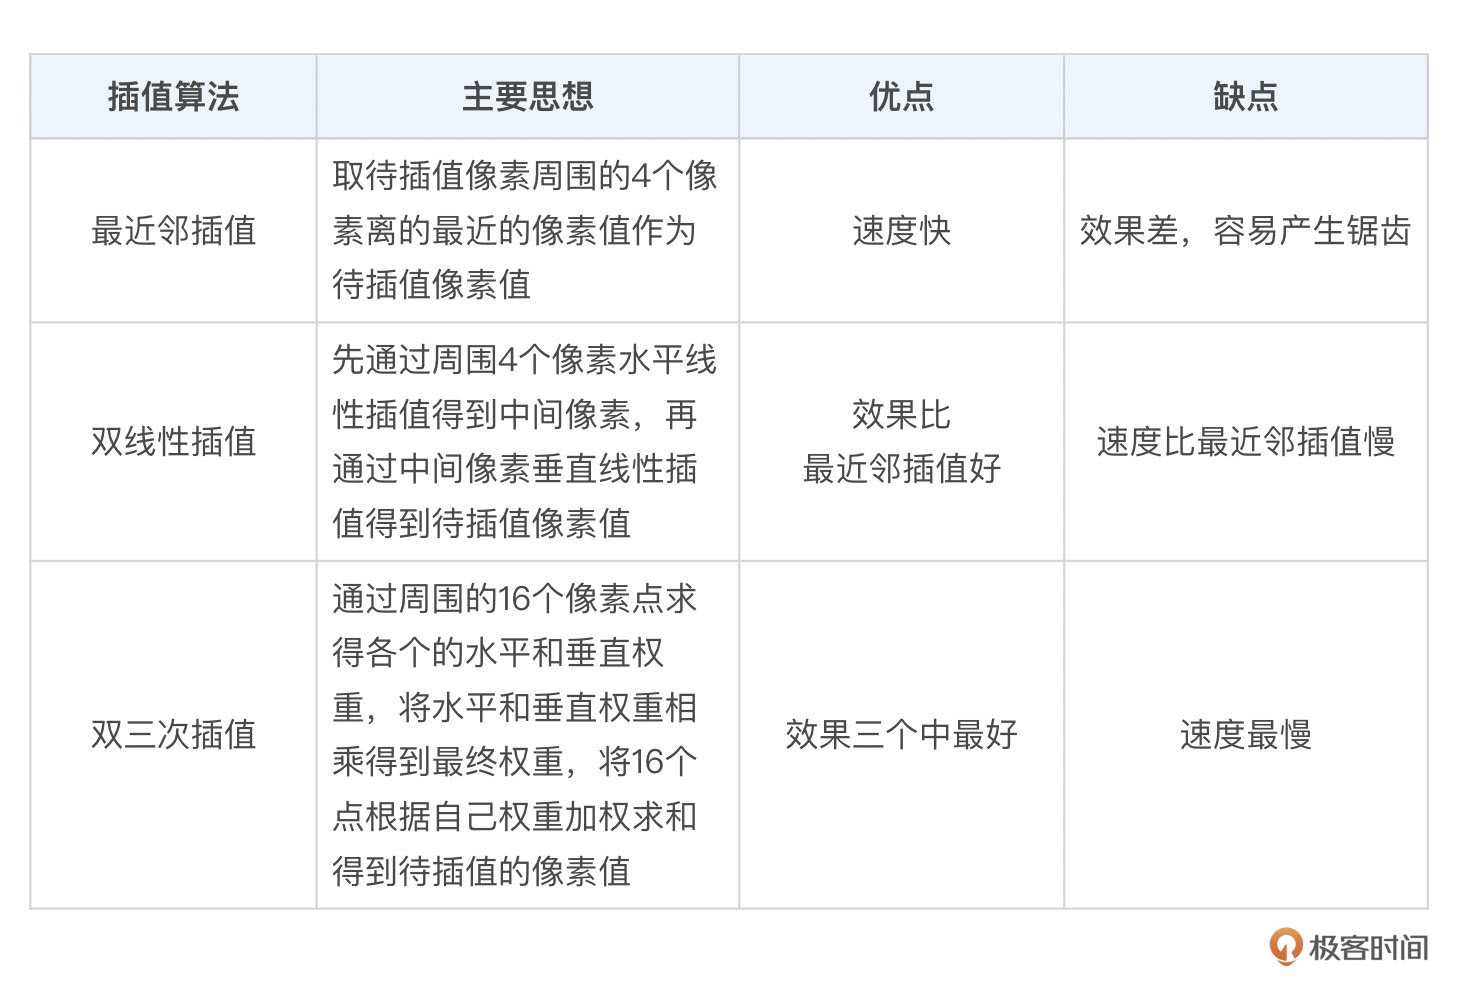 插值算法
主要思想
优点
缺点
最近邻插值
取待插值像素周围的4个像
素离的最近的像素值作为
待插值像素值
速度快
效果差，容易产生锯齿
双线性插值
先通过周围4个像素水平线
性插值得到中间像素，再
通过中间像素垂直线性插
值得到待插值像素值
效果比
最近邻插值好
速度比最近邻插值慢
双三次插值
通过周围的16个像素点求
得各个的水平和垂直权
重，将水平和垂直权重相
乘得到最终权重，将16个
点根据自己权重加权求和
得到待插值的像素值
效果三个中最好
速度最慢
极客时间